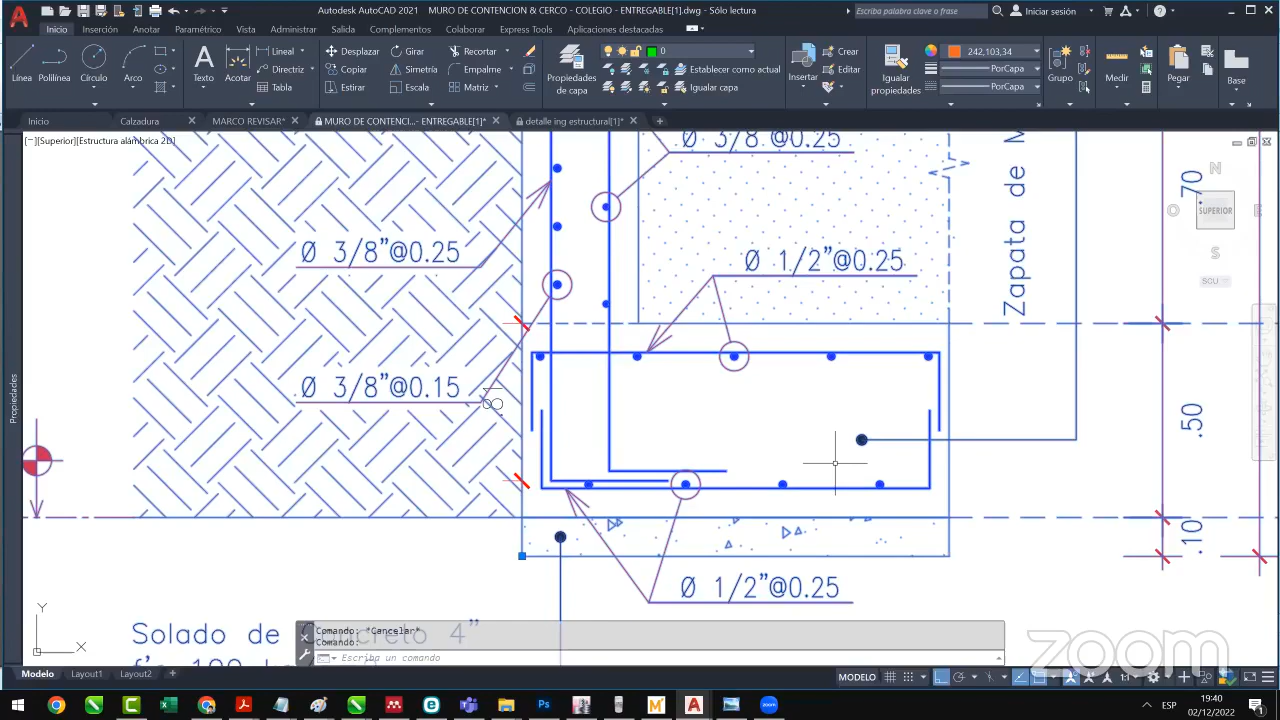 Autodesk AutoCAD 2021 MURO DE CONTENCION & CERCO - COLEGIO - ENTREGABLE[1].dwg - Sólo lectura
Escriba palabra clave o frase
Iniciar sesión
Inicio Inserción Anotar Paramétrico Vista Administrar Salida Complementos Colaborar Express Tools Aplicaciones destacadas
Línea Polilínea Círculo Arco
Texto Acotar
Lineal
Directriz
Tabla
Desplazar Girar Recortar
Copiar Simetría Empalme
Estirar Escala Matriz
Propiedades de capas
0
Establecer como actual
Igualar capa
Insertar
Crear
Editar
Igualar propiedades
242,103,34
PorCapa
PorCapa
Grupo
Medir
Pegar
Base
Inicio Calzadura MARCO REVISAR* MURO DE CONTENCI...- ENTREGABLE[1]* detalle ing estructural[1]*
[−][Superior][Estructura alámbrica 2D]
Propiedades
Ø 3/8"@0.25
Ø 3/8"@0.25
Ø 1/2"@0.25
Ø 3/8"@0.15
Ø 1/2"@0.25
Zapata de M
.70
.50
.10
N
O SUPERIOR E
S
SCU
Solado de Concreto 4"
Y
X
Comando: *Cancelar*
Comando:
Escriba un comando
zoom
Modelo Layout1 Layout2 +
MODELO
1:1
ESP
19:40
02/12/2022